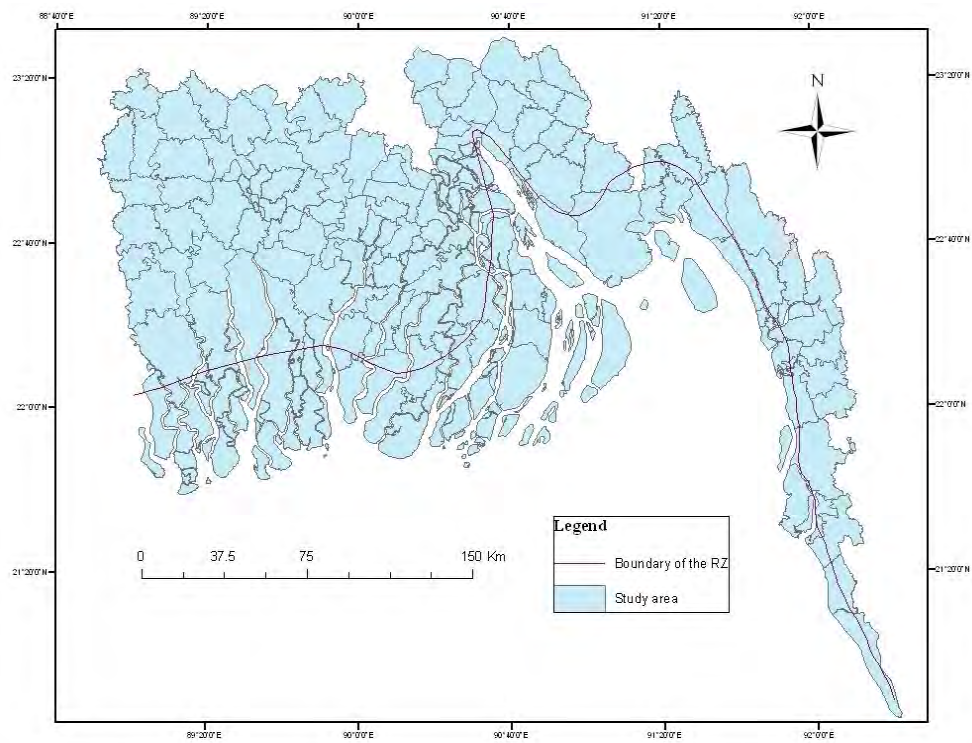 88°40'0"E 89°20'0"E 90°0'0"E 90°40'0"E 91°20'0"E 92°0'0"E
23°20'0"N 23°20'0"N
N
22°40'0"N 22°40'0"N
22°0'0"N 22°0'0"N
Legend
0 37.5 75 150 Km
Boundary of the RZ
21°20'0"N 21°20'0"N
Study area
89°20'0"E 90°0'0"E 90°40'0"E 91°20'0"E 92°0'0"E